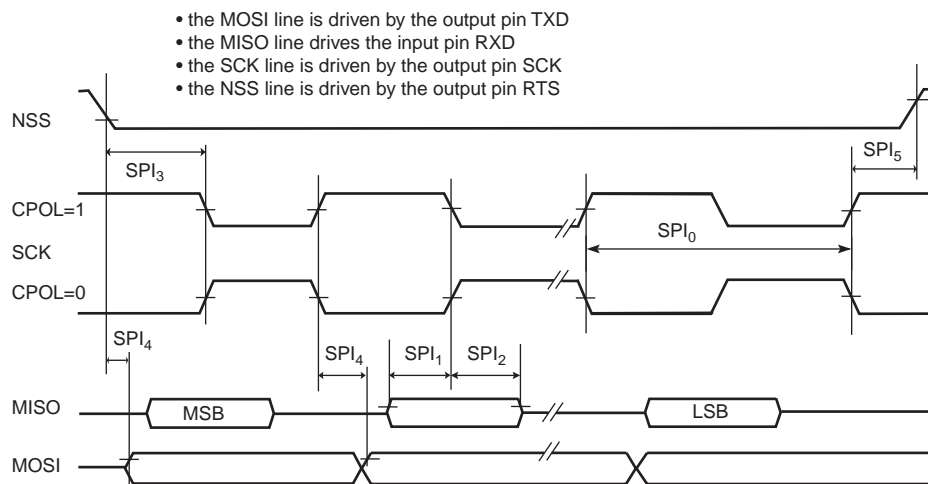 • the MOSI line is driven by the output pin TXD
• the MISO line drives the input pin RXD
• the SCK line is driven by the output pin SCK
• the NSS line is driven by the output pin RTS
NSS
SPI3
SPI5
CPOL=1
SPI0
SCK
CPOL=0
SPI4
SPI4
SPI1
SPI2
MISO
MSB
LSB
MOSI